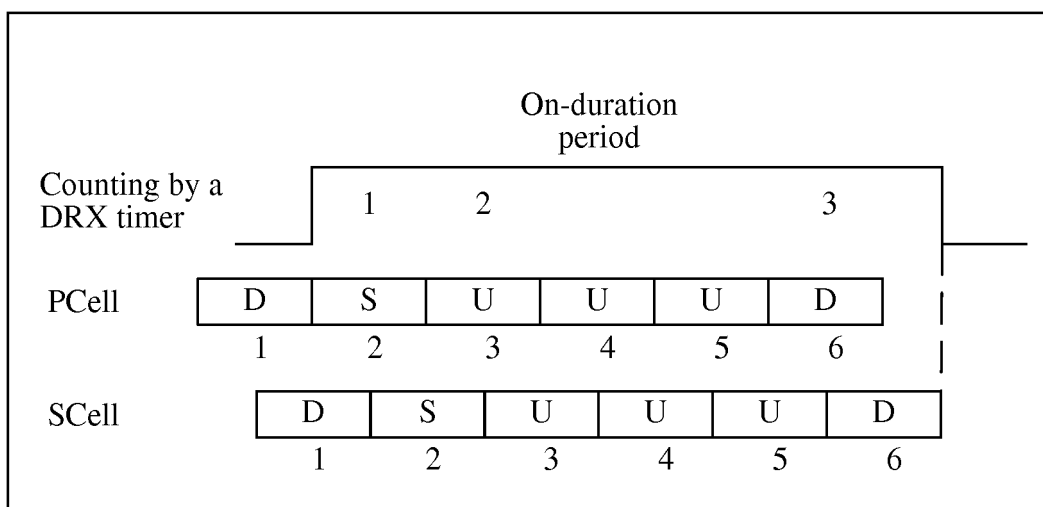 On-duration
period
Counting by a
DRX timer
1 2 3
PCell
D S U U U D
1 2 3 4 5 6
SCell
D S U U U D
1 2 3 4 5 6